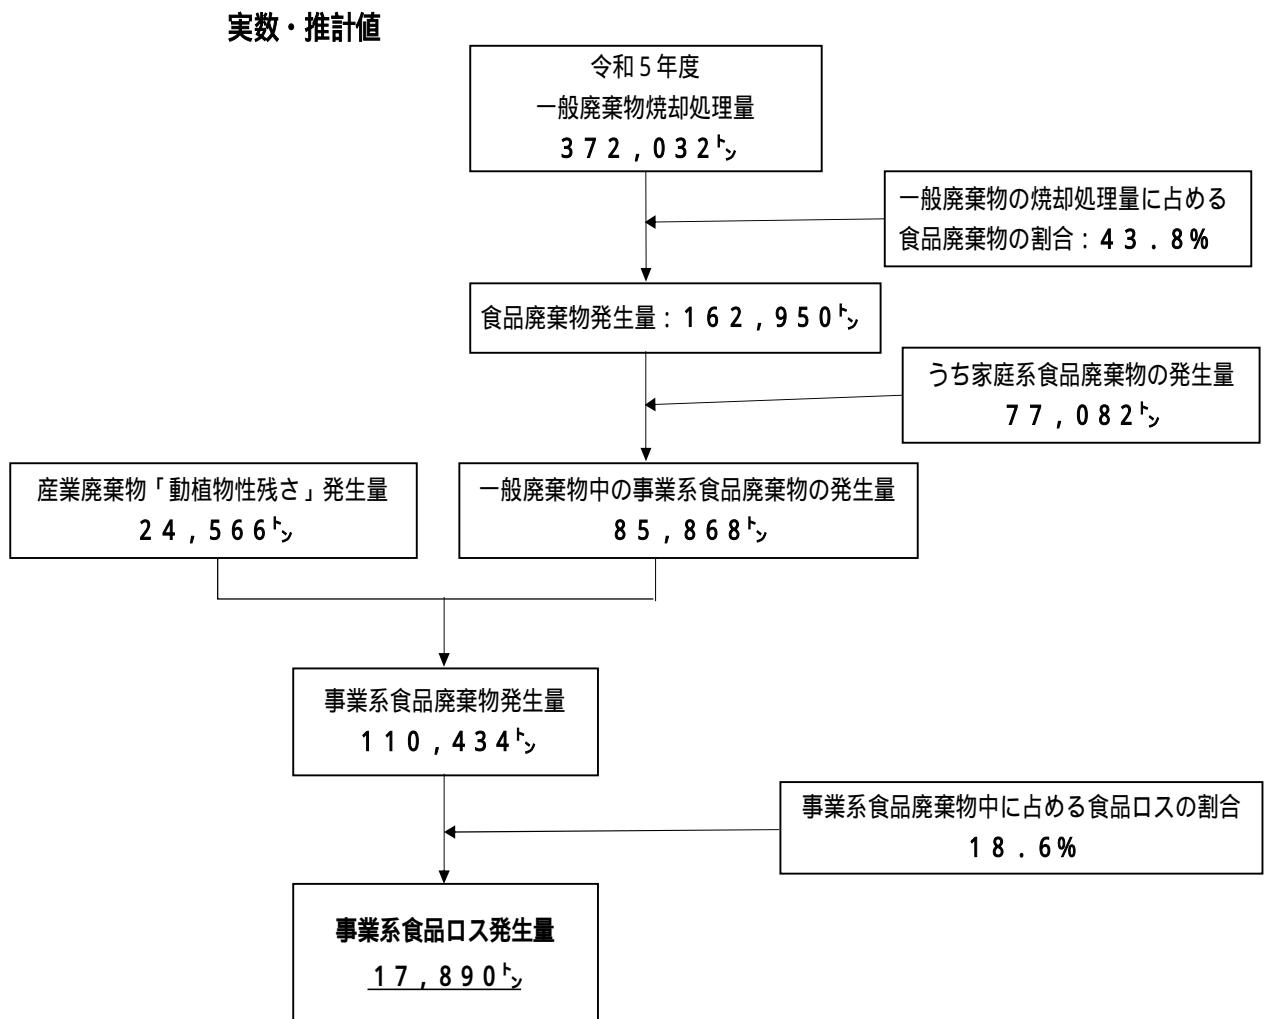 実数・推計値
令和5年度
一般廃棄物焼却処理量
372,032㌧
一般廃棄物の焼却処理量に占める
食品廃棄物の割合：43.8%
食品廃棄物発生量：162,950㌧
うち家庭系食品廃棄物の発生量
77,082㌧
産業廃棄物「動植物性残さ」発生量
24,566㌧
一般廃棄物中の事業系食品廃棄物の発生量
85,868㌧
事業系食品廃棄物発生量
110,434㌧
事業系食品廃棄物中に占める食品ロスの割合
18.6%
事業系食品ロス発生量
17,890㌧